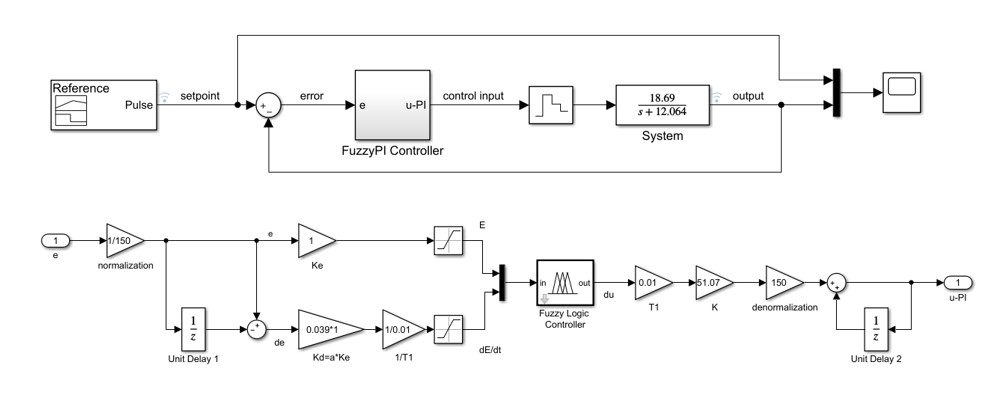 Reference
Pulse
setpoint
+
−
error
e
u-PI
FuzzyPI Controller
control input
18.69
s + 12.064
System
output
1
e
1/150
normalization
e
1
Ke
E
1
z
Unit Delay 1
−
+
de
0.039*1
Kd=a*Ke
1/0.01
1/T1
dE/dt
in
out
Fuzzy Logic
Controller
du
0.01
T1
51.07
K
150
denormalization
+
+
1
z
Unit Delay 2
1
u-PI